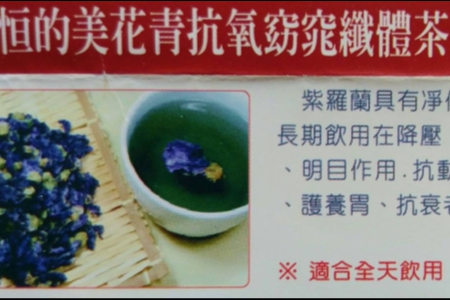 恒的美花青抗氧窈窕纖體茶
紫羅蘭具有淨
長期飲用在降壓
、明目作用.抗動
、護養胃、抗衰
※ 適合全天飲用